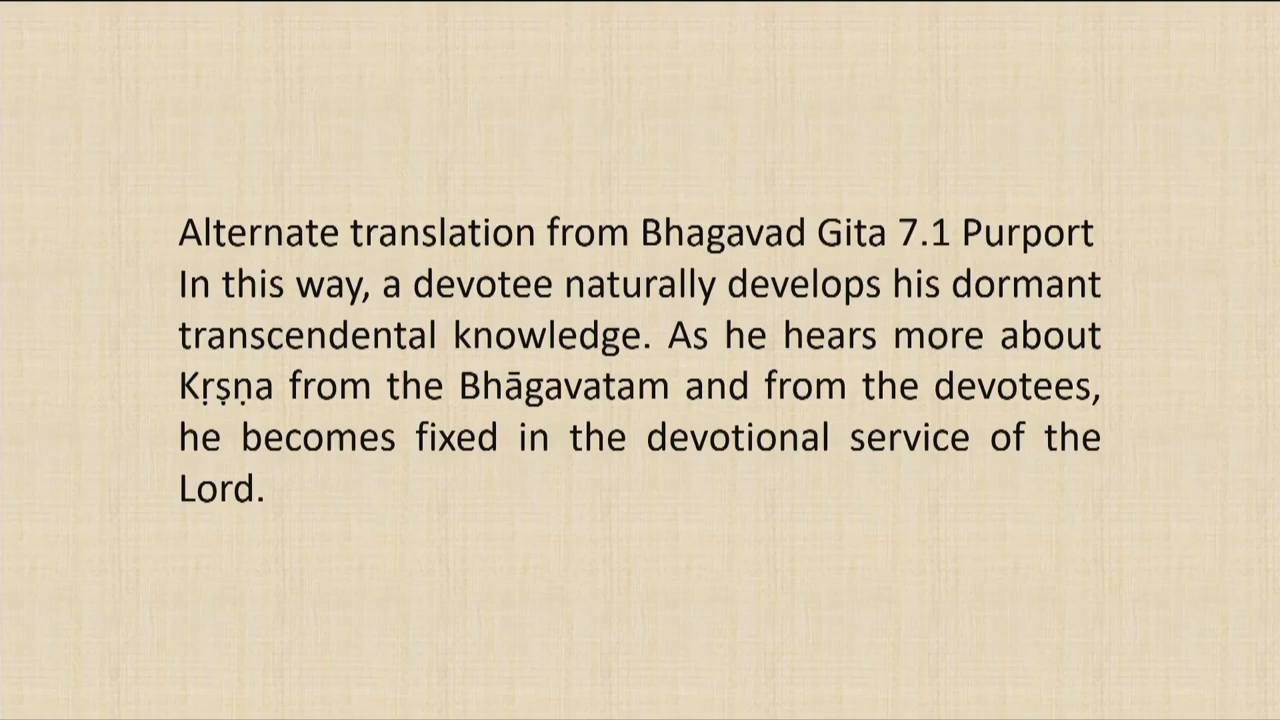 Alternate translation from Bhagavad Gita 7.1 Purport
In this way, a devotee naturally develops his dormant
transcendental knowledge. As he hears more about
Kṛṣṇa from the Bhāgavatam and from the devotees,
he becomes fixed in the devotional service of the
Lord.